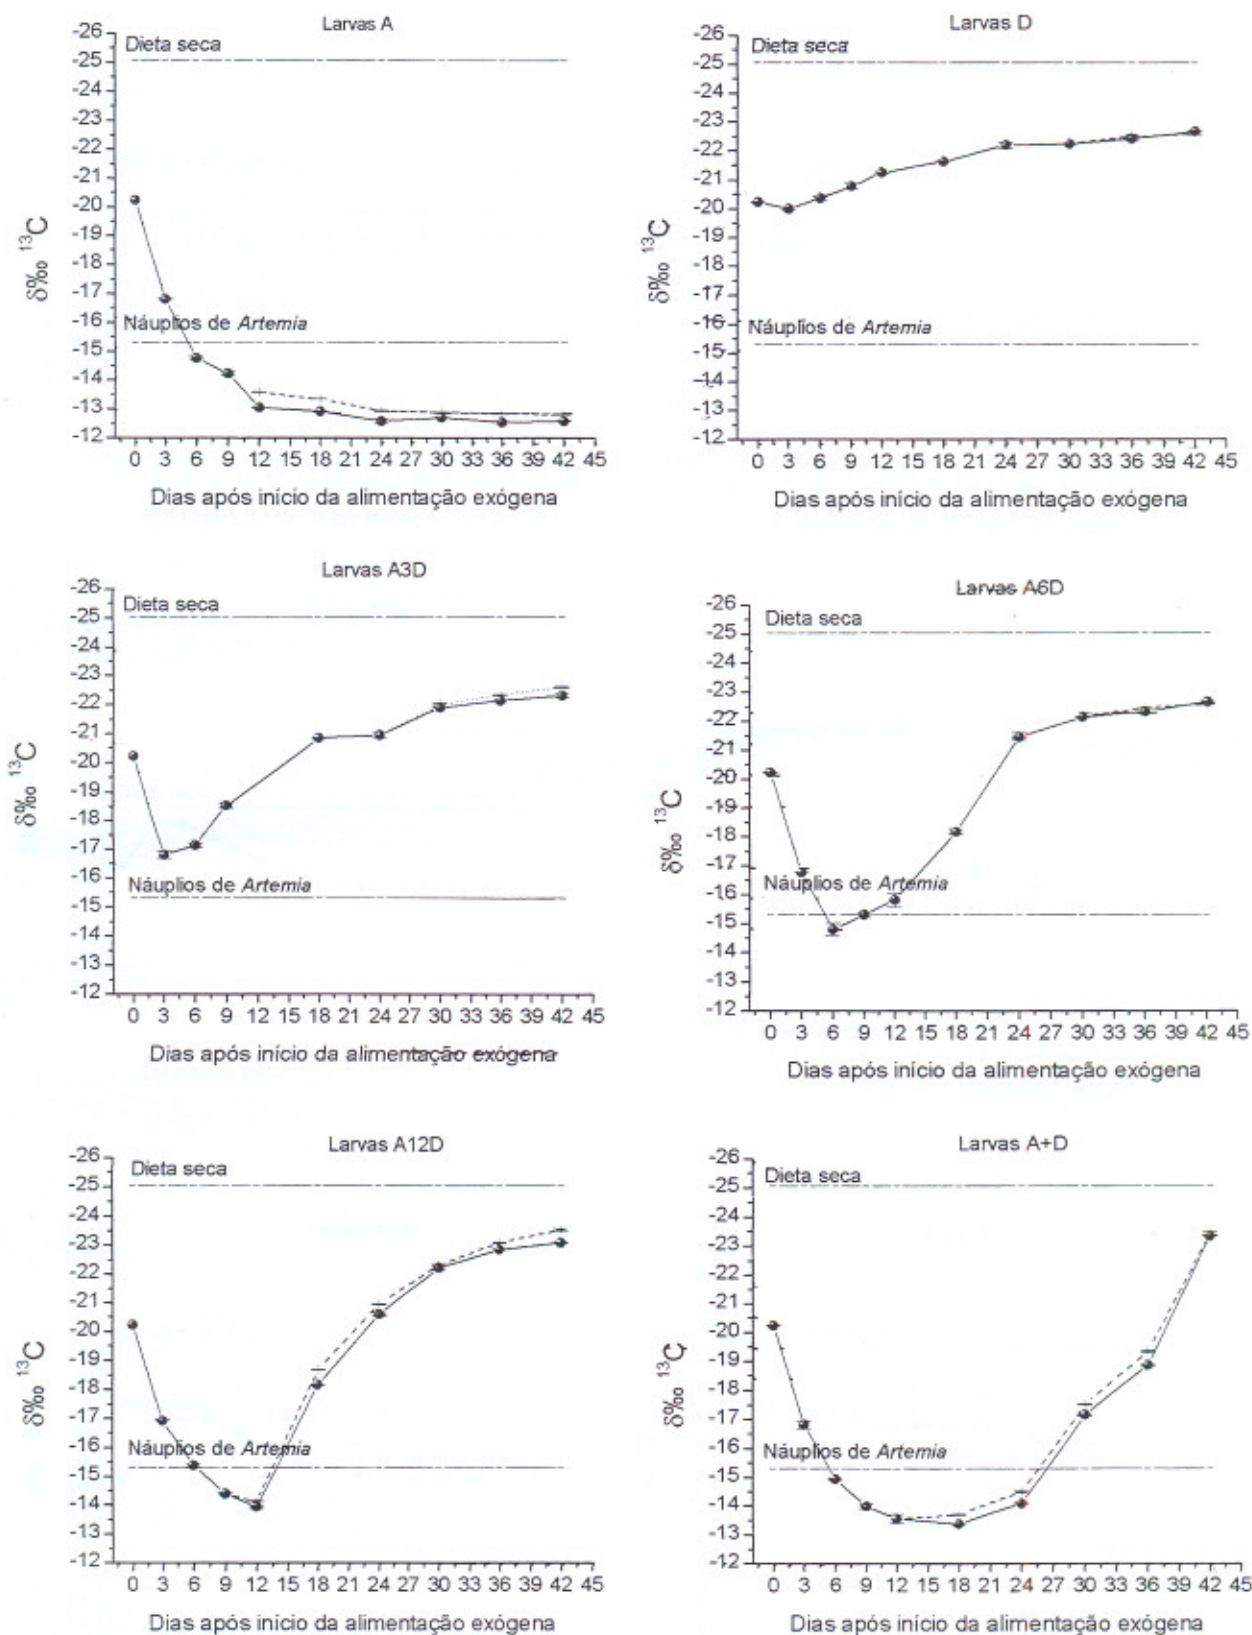 Larvas A
-26
Dieta seca
-25
-24
-23
-22
-21
-20
-19
-18
-17
-16
Náuplios de Artemia
-15
-14
-13
-12
δ‰ ¹³C
0 3 6 9 12 15 18 21 24 27 30 33 36 39 42 45
Dias após início da alimentação exógena
Larvas D
-26
Dieta seca
-25
-24
-23
-22
-21
-20
-19
-18
-17
-16
Náuplios de Artemia
-15
-14
-13
-12
δ‰ ¹³C
0 3 6 9 12 15 18 21 24 27 30 33 36 39 42 45
Dias após início da alimentação exógena
Larvas A3D
-26
Dieta seca
-25
-24
-23
-22
-21
-20
-19
-18
-17
-16
Náuplios de Artemia
-15
-14
-13
-12
δ‰ ¹³C
0 3 6 9 12 15 18 21 24 27 30 33 36 39 42 45
Dias após início da alimentação exógena
Larvas A6D
-26
Dieta seca
-25
-24
-23
-22
-21
-20
-19
-18
-17
-16
Náuplios de Artemia
-15
-14
-13
-12
δ‰ ¹³C
0 3 6 9 12 15 18 21 24 27 30 33 36 39 42 45
Dias após início da alimentação exógena
Larvas A12D
-26
Dieta seca
-25
-24
-23
-22
-21
-20
-19
-18
-17
-16
Náuplios de Artemia
-15
-14
-13
-12
δ‰ ¹³C
0 3 6 9 12 15 18 21 24 27 30 33 36 39 42 45
Dias após início da alimentação exógena
Larvas A+D
-26
Dieta seca
-25
-24
-23
-22
-21
-20
-19
-18
-17
-16
Náuplios de Artemia
-15
-14
-13
-12
δ‰ ¹³C
0 3 6 9 12 15 18 21 24 27 30 33 36 39 42 45
Dias após início da alimentação exógena